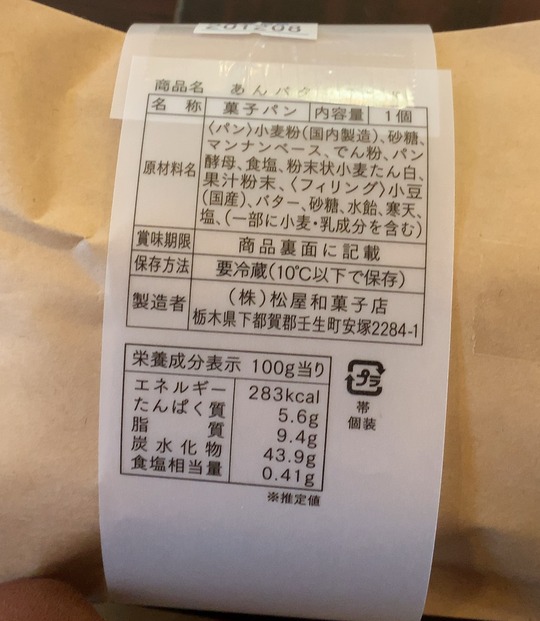 201208
商品名 あんバタ
名称 菓子パン 内容量 1個
原材料名
〈パン〉小麦粉(国内製造)、砂糖、
マンナンベース、でん粉、パン
酵母、食塩、粉末状小麦たん白、
果汁粉末、〈フィリング〉小豆
(国産)、バター、砂糖、水飴、寒天、
塩、(一部に小麦・乳成分を含む)
賞味期限 商品裏面に記載
保存方法 要冷蔵(10℃以下で保存)
製造者
(株)松屋和菓子店
栃木県下都賀郡壬生町安塚2284-1
栄養成分表示 100g当り
エネルギー 283kcal
たんぱく質 5.6g
脂質 9.4g
炭水化物 43.9g
食塩相当量 0.41g
※推定値
プラ
帯
個装